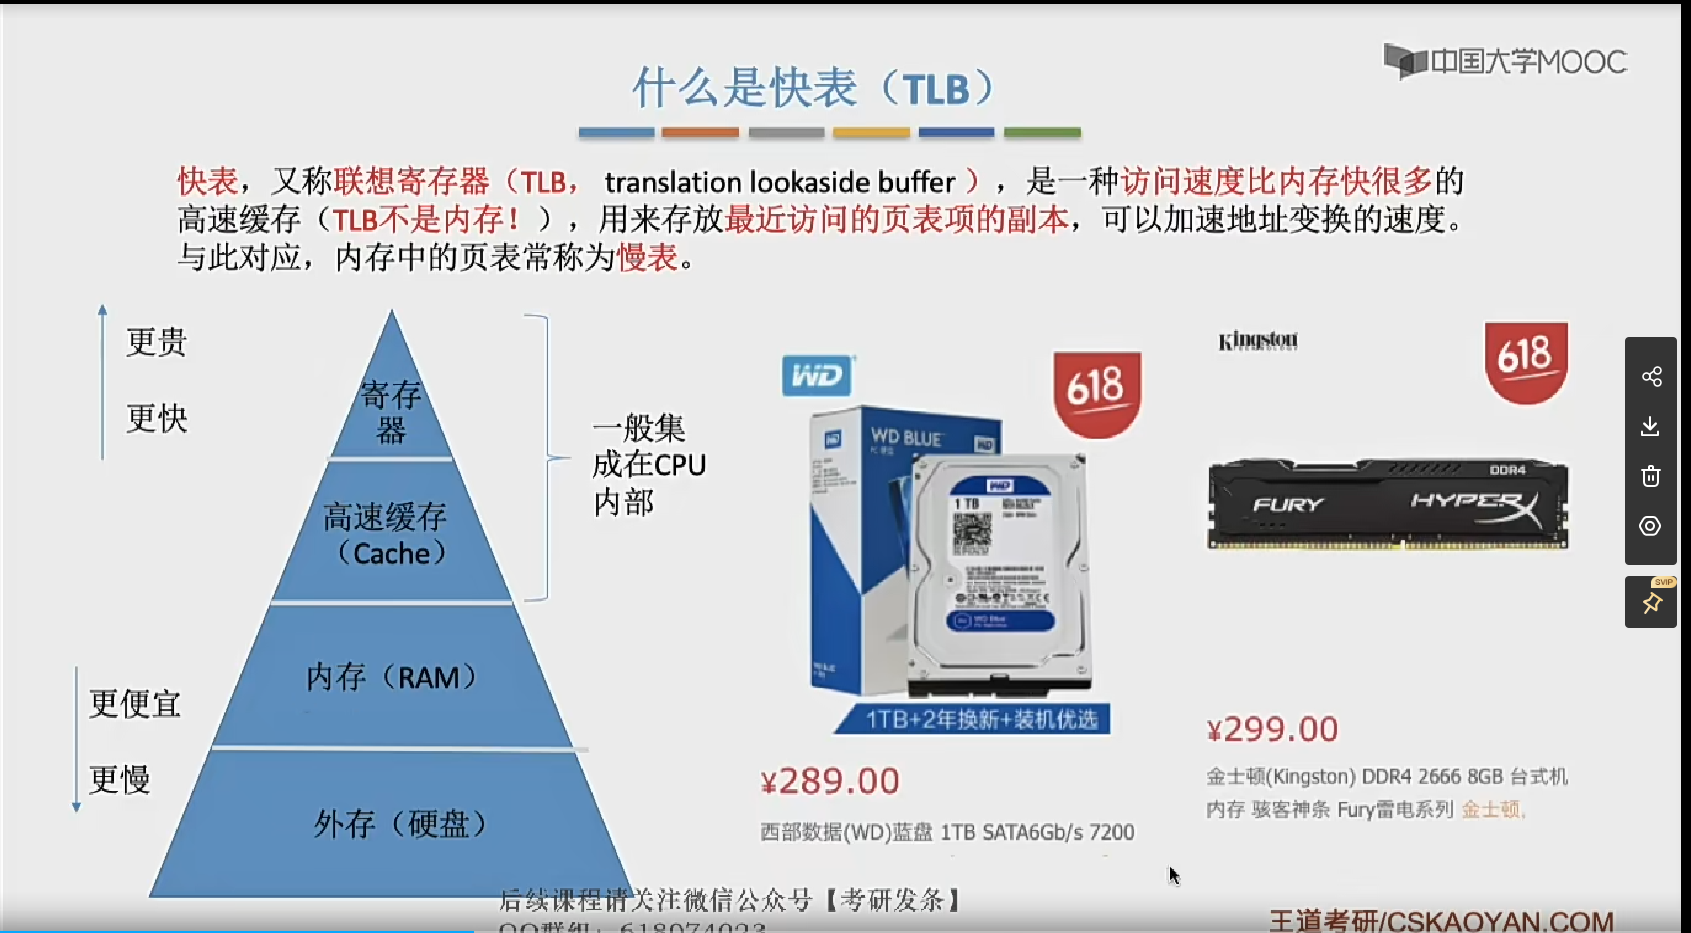 中国大学MOOC
什么是快表（TLB）
快表，又称联想寄存器（TLB， translation lookaside buffer ），是一种访问速度比内存快很多的
高速缓存（TLB不是内存！），用来存放最近访问的页表项的副本，可以加速地址变换的速度。
与此对应，内存中的页表常称为慢表。
更贵
更快
更便宜
更慢
寄存
器
高速缓存
（Cache）
内存（RAM）
外存（硬盘）
一般集
成在CPU
内部
WD
618
WD BLUE
WD
1 TB
WD Blue
1TB+2年换新+装机优选
¥289.00
西部数据(WD)蓝盘 1TB SATA6Gb/s 7200
Kingston
TECHNOLOGY
618
DDR4
FURY
HYPERX
¥299.00
金士顿(Kingston) DDR4 2666 8GB 台式机
内存 骇客神条 Fury雷电系列 金士顿,
SVIP
后续课程请关注微信公众号【考研发条】
QQ群组：618074023
王道考研/CSKAOYAN.COM